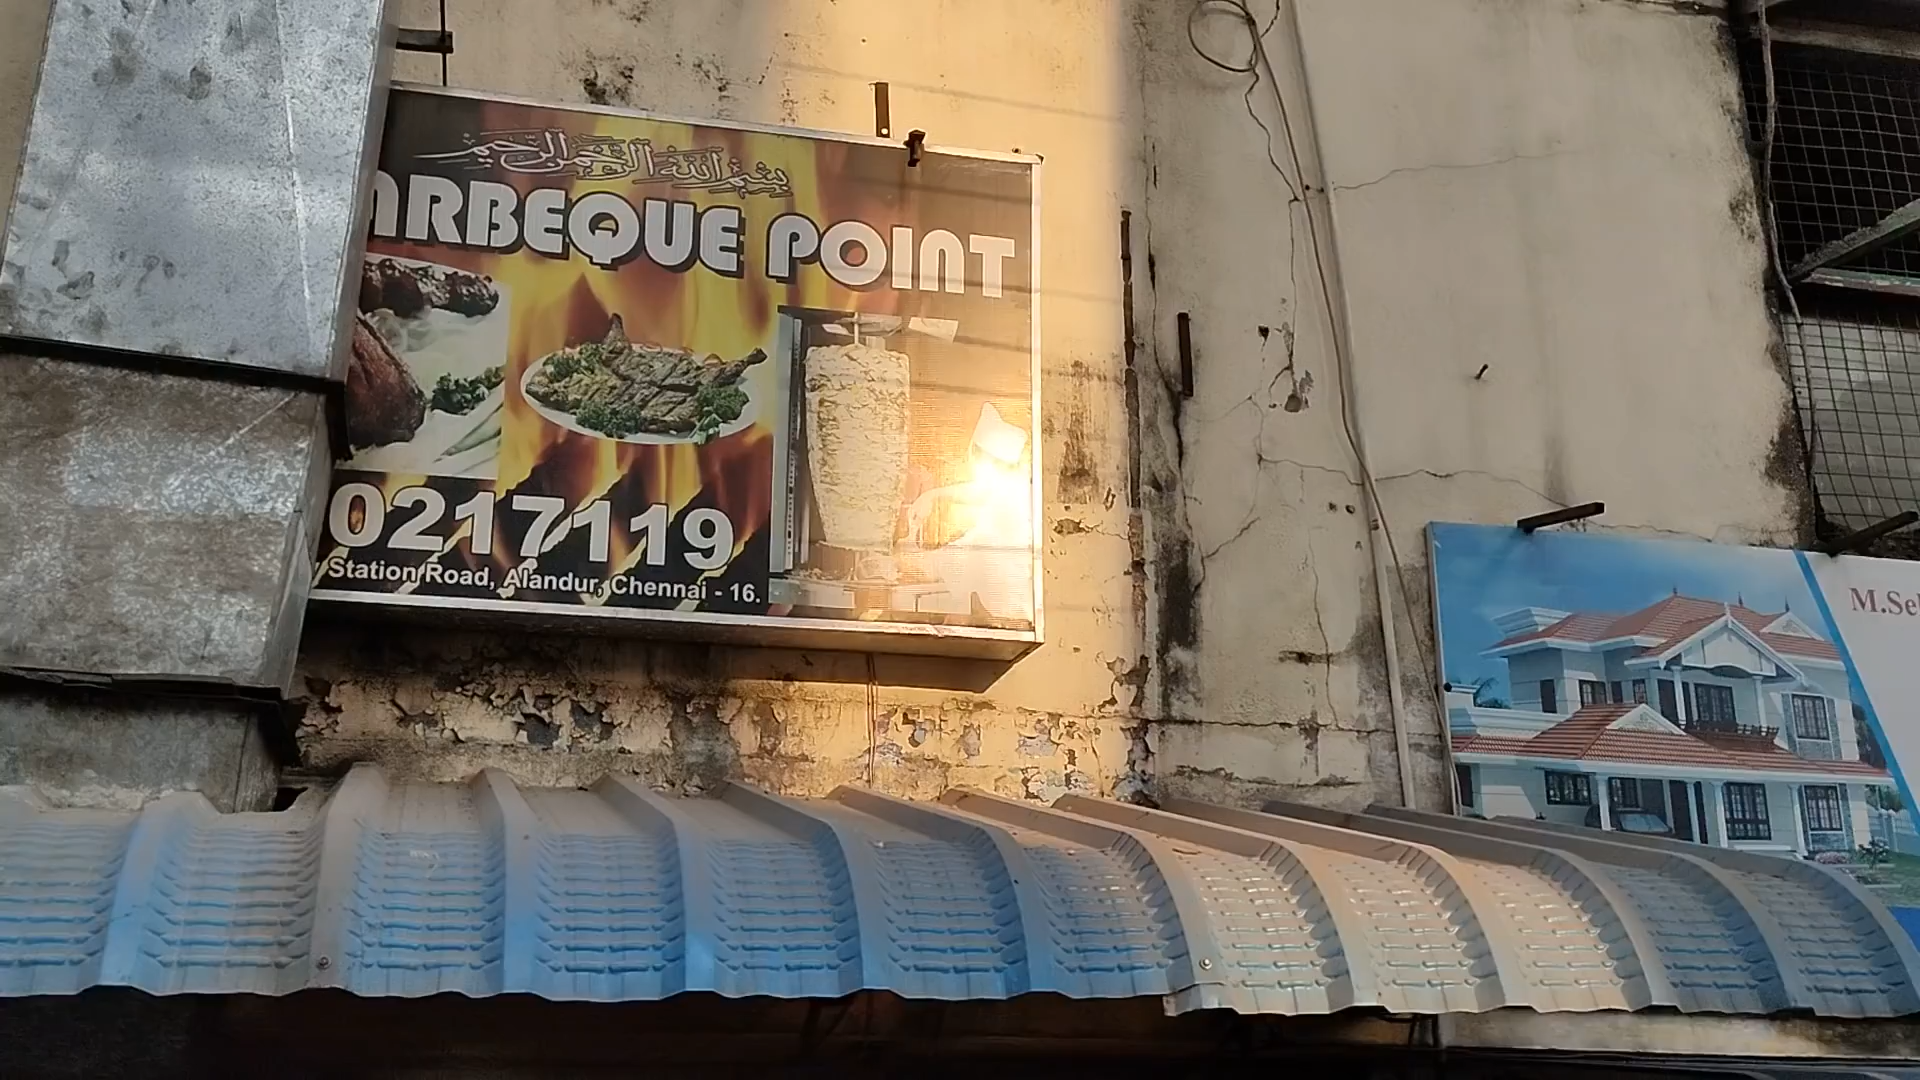 بسم الله الرحمن الرحيم
ARBEQUE POINT
0217119
Station Road, Alandur, Chennai - 16.
M.Se